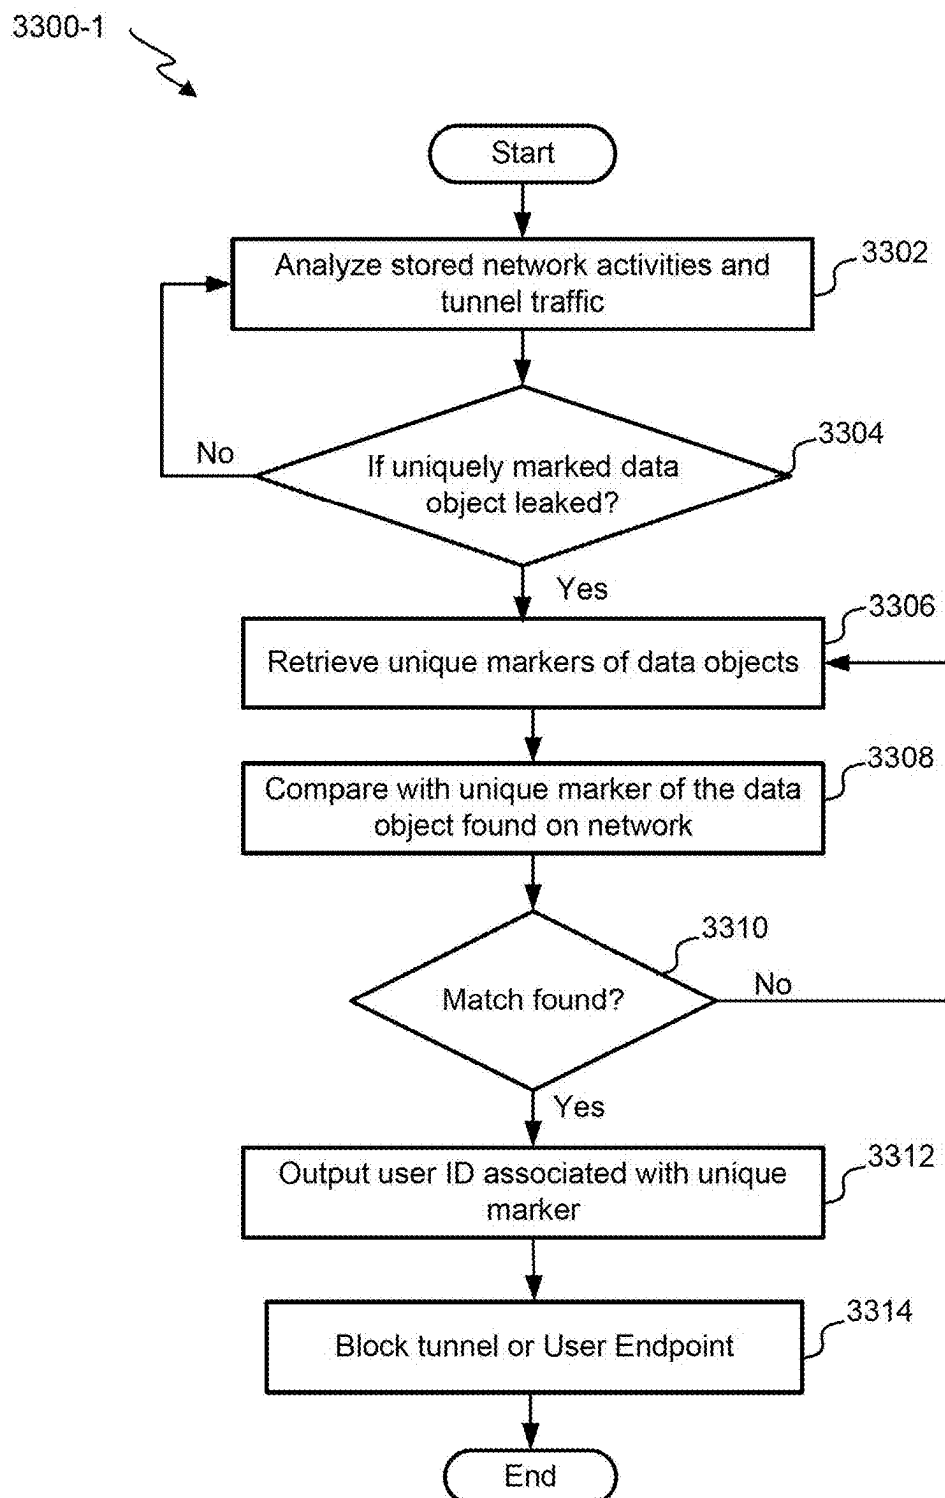 3300-1
Start
Analyze stored network activities and
tunnel traffic
3302
No
If uniquely marked data
object leaked?
3304
Yes
Retrieve unique markers of data objects
3306
Compare with unique marker of the data
object found on network
3308
Match found?
3310
No
Yes
Output user ID associated with unique
marker
3312
Block tunnel or User Endpoint
3314
End